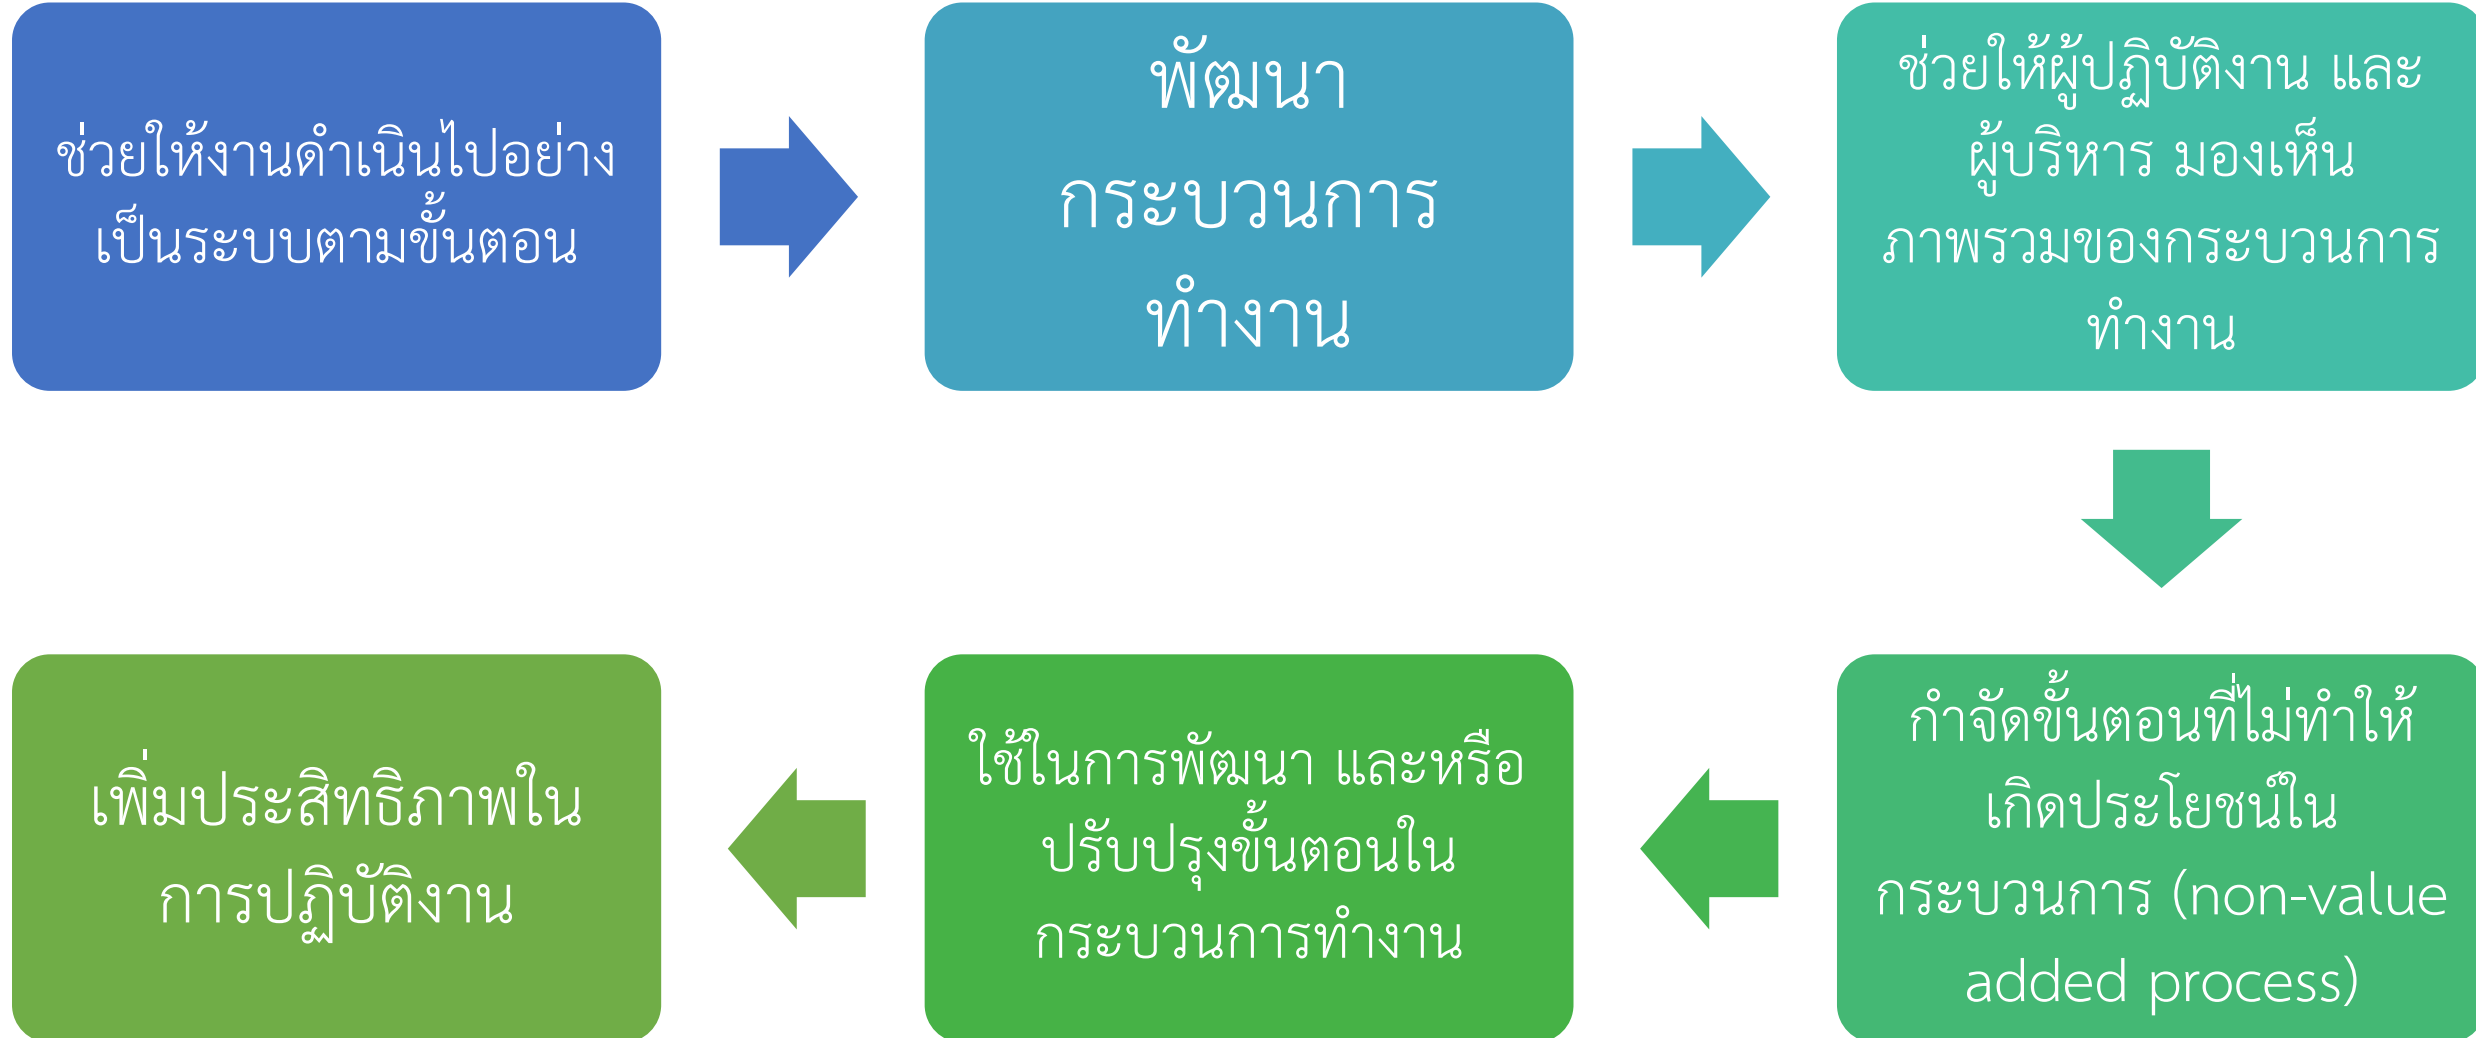 ช่วยให้งานดำเนินไปอย่าง
เป็นระบบตามขั้นตอน
พัฒนา
กระบวนการ
ทำงาน
ช่วยให้ผู้ปฏิบัติงาน และ
ผู้บริหาร มองเห็น
ภาพรวมของกระบวนการ
ทำงาน
กำจัดขั้นตอนที่ไม่ทำให้
เกิดประโยชน์ใน
กระบวนการ (non-value
added process)
ใช้ในการพัฒนา และหรือ
ปรับปรุงขั้นตอนใน
กระบวนการทำงาน
เพิ่มประสิทธิภาพใน
การปฏิบัติงาน